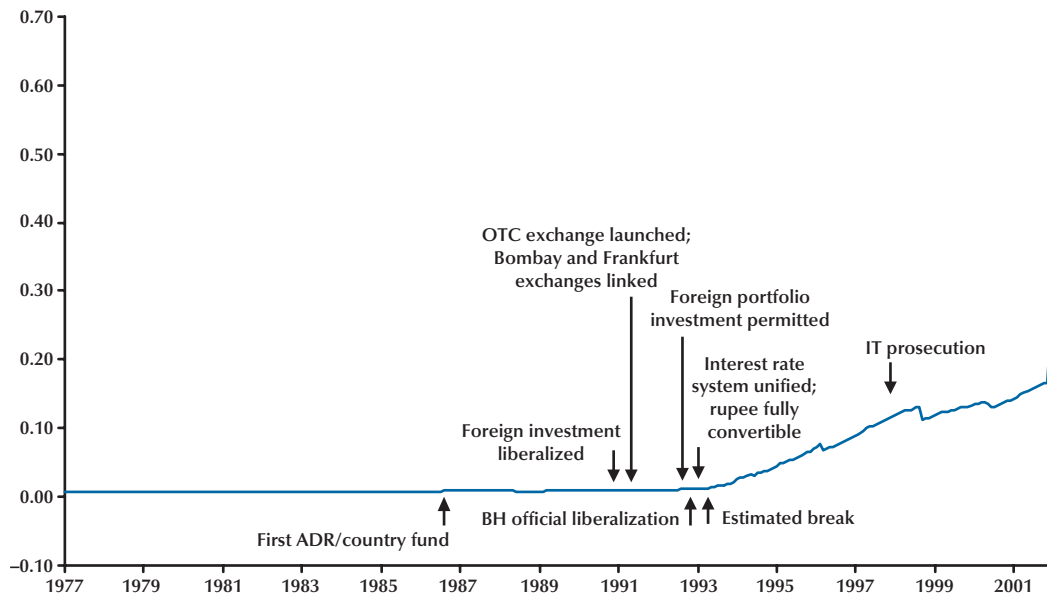 0.70
0.60
0.50
0.40
0.30
0.20
0.10
0.00
–0.10
OTC exchange launched;
Bombay and Frankfurt
exchanges linked
Foreign portfolio
investment permitted
IT prosecution
Interest rate
system unified;
rupee fully
convertible
Foreign investment
liberalized
BH official liberalization
Estimated break
First ADR/country fund
1977 1979 1981 1983 1985 1987 1989 1991 1993 1995 1997 1999 2001